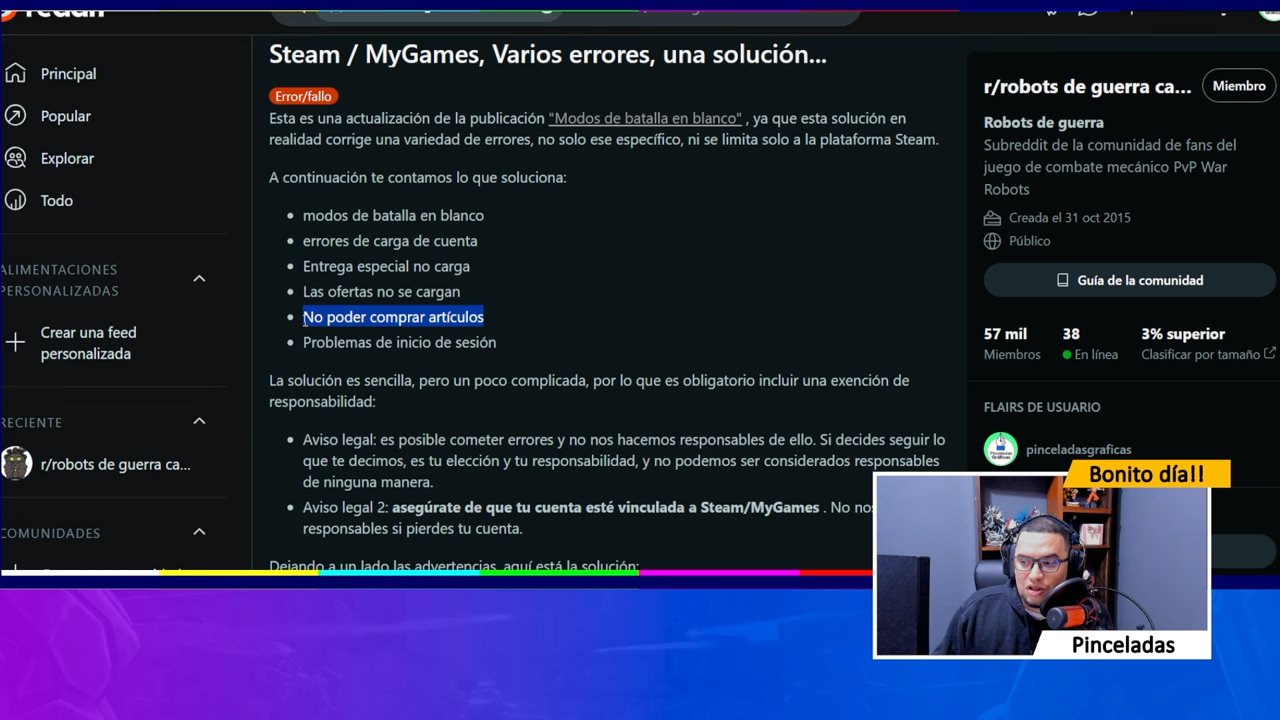 reddit
Principal
Popular
Explorar
Todo
ALIMENTACIONES
PERSONALIZADAS
Crear una feed
personalizada
RECIENTE
r/robots de guerra ca...
COMUNIDADES
Steam / MyGames, Varios errores, una solución...
Error/fallo
Esta es una actualización de la publicación "Modos de batalla en blanco" , ya que esta solución en
realidad corrige una variedad de errores, no solo ese específico, ni se limita solo a la plataforma Steam.
A continuación te contamos lo que soluciona:
modos de batalla en blanco
errores de carga de cuenta
Entrega especial no carga
Las ofertas no se cargan
No poder comprar artículos
Problemas de inicio de sesión
La solución es sencilla, pero un poco complicada, por lo que es obligatorio incluir una exención de
responsabilidad:
Aviso legal: es posible cometer errores y no nos hacemos responsables de ello. Si decides seguir lo
que te decimos, es tu elección y tu responsabilidad, y no podemos ser considerados responsables
de ninguna manera.
Aviso legal 2: asegúrate de que tu cuenta esté vinculada a Steam/MyGames . No nos
responsables si pierdes tu cuenta.
Dejando a un lado las advertencias, aquí está la solución:
r/robots de guerra ca...
Miembro
Robots de guerra
Subreddit de la comunidad de fans del
juego de combate mecánico PvP War
Robots
Creada el 31 oct 2015
Público
Guía de la comunidad
57 mil
38
3% superior
Miembros
En línea
Clasificar por tamaño
FLAIRS DE USUARIO
pinceladasgraficas
Bonito día!!
Pinceladas